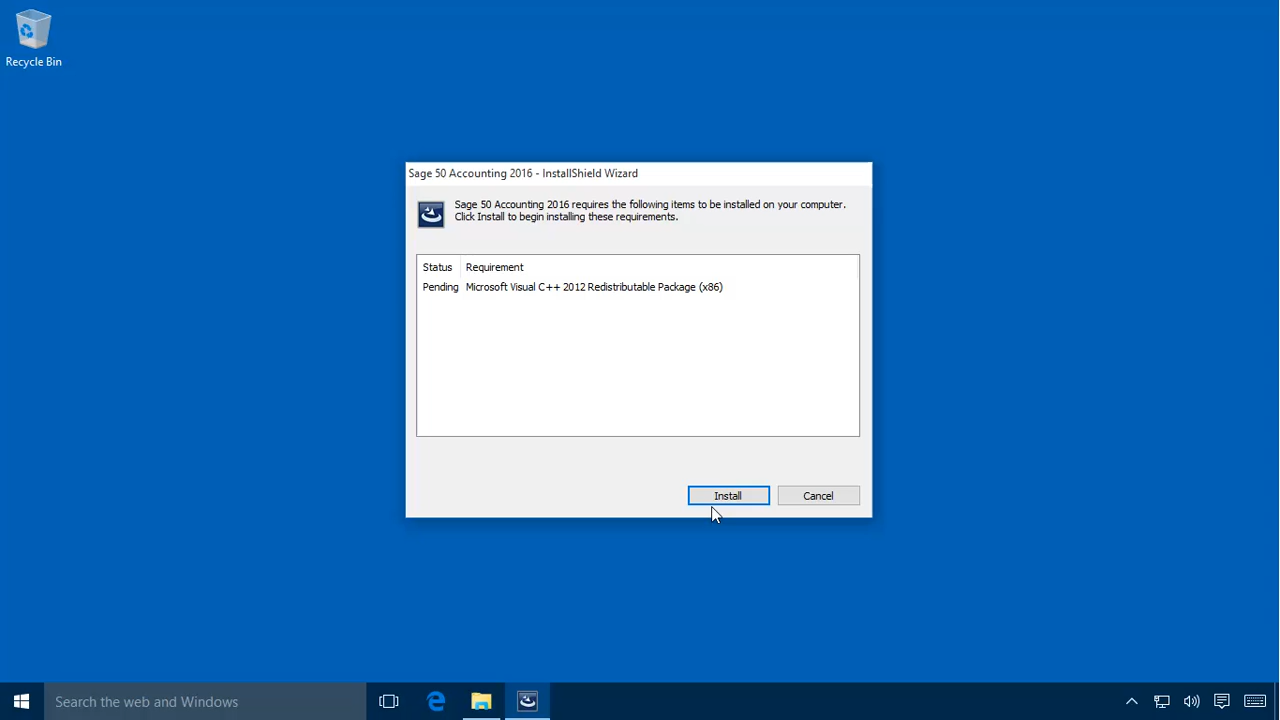 Recycle Bin
Sage 50 Accounting 2016 - InstallShield Wizard
Sage 50 Accounting 2016 requires the following items to be installed on your computer.
Click Install to begin installing these requirements.
Status Requirement
Pending Microsoft Visual C++ 2012 Redistributable Package (x86)
Install Cancel
Search the web and Windows